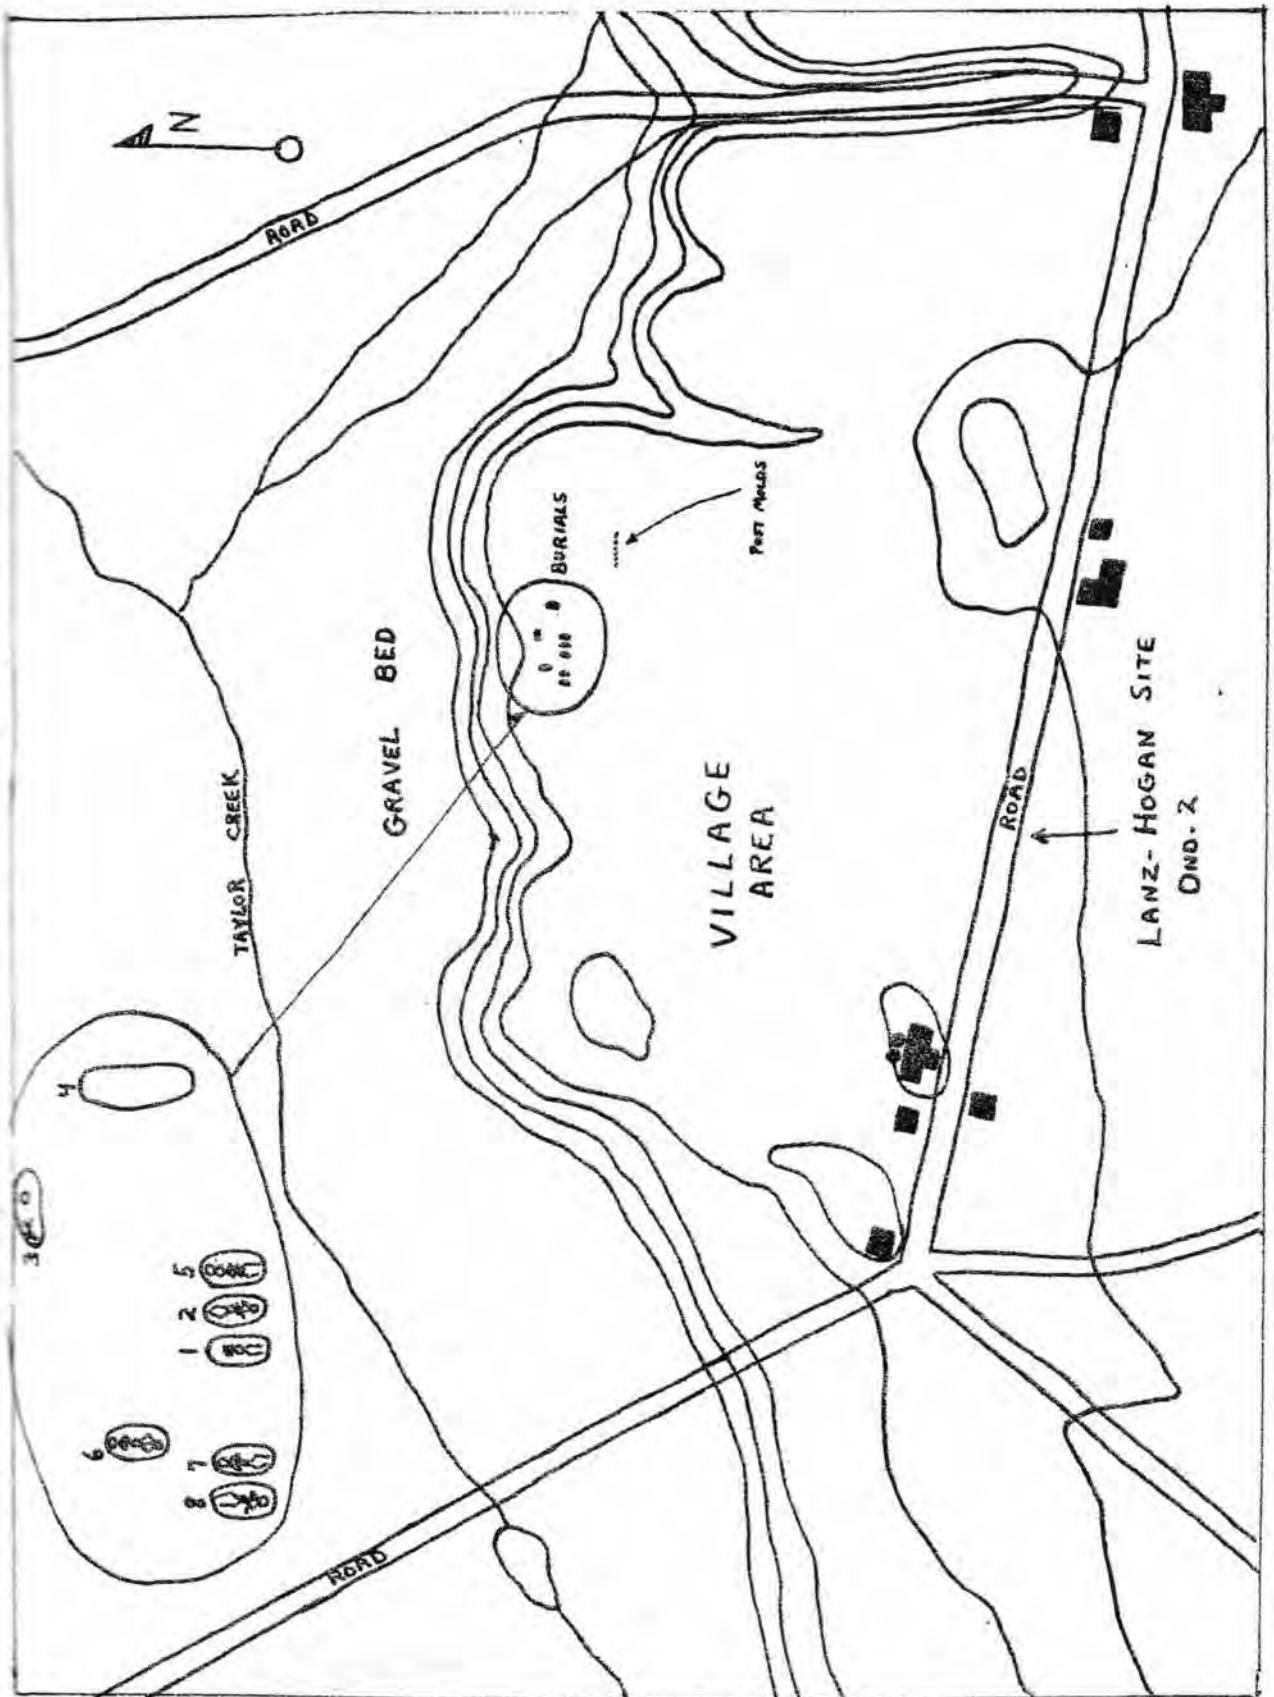 N
ROAD
TAYLOR CREEK
GRAVEL BED
BURIALS
POST MOLDS
VILLAGE
AREA
ROAD
LANZ-HOGAN SITE
OND. 2
ROAD
4
3
5
2
1
6
7
8